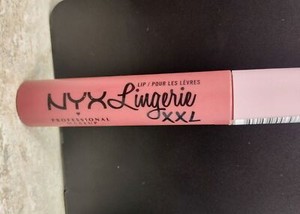 LIP / POUR LES LÈVRES
NYX Lingerie
PROFESSIONAL
MAKEUP
XXL